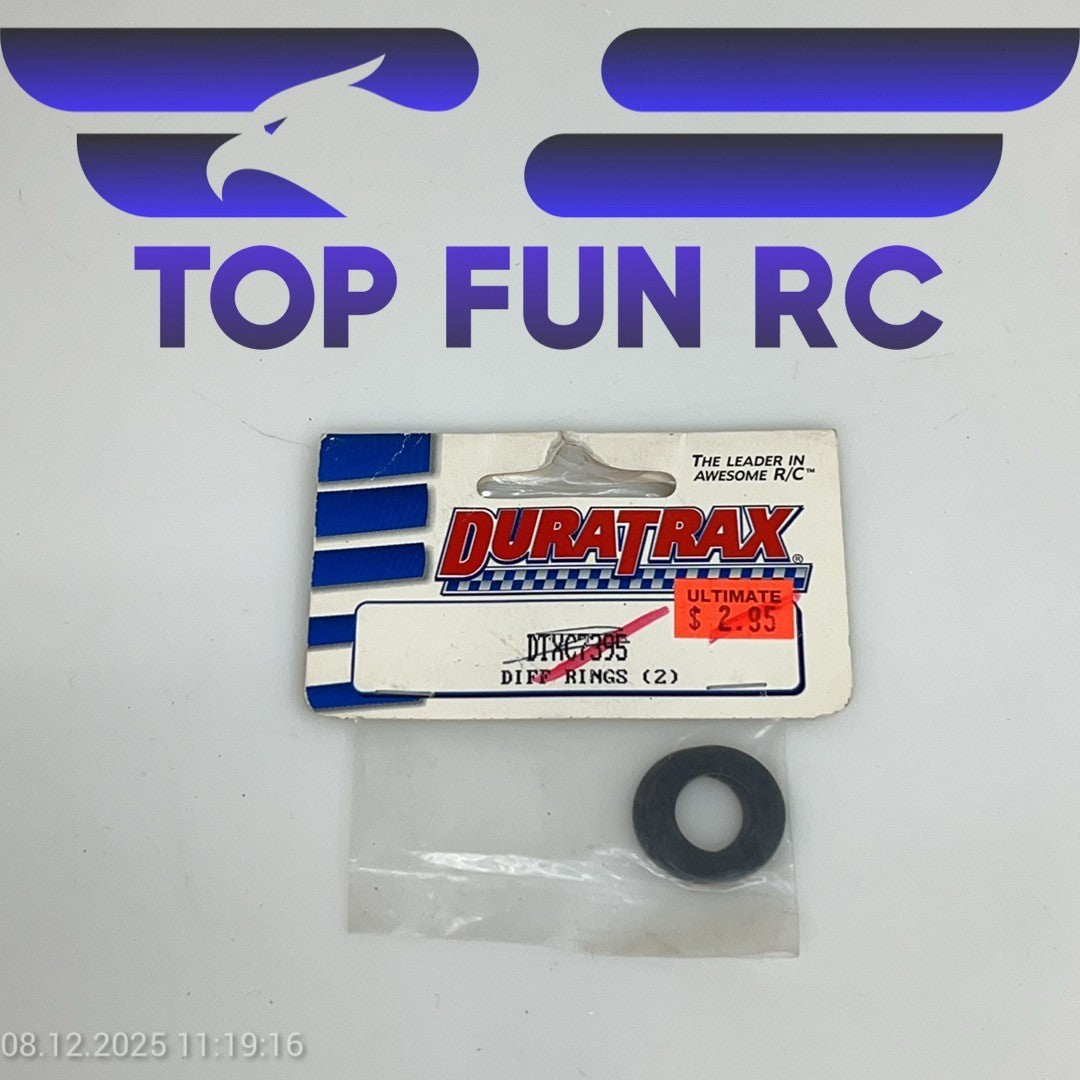 TOP FUN RC
THE LEADER IN
AWESOME R/C™
DURATRAX®
ULTIMATE
$ 2.95
DTXC7395
DIFF RINGS (2)
08.12.2025 11:19:16